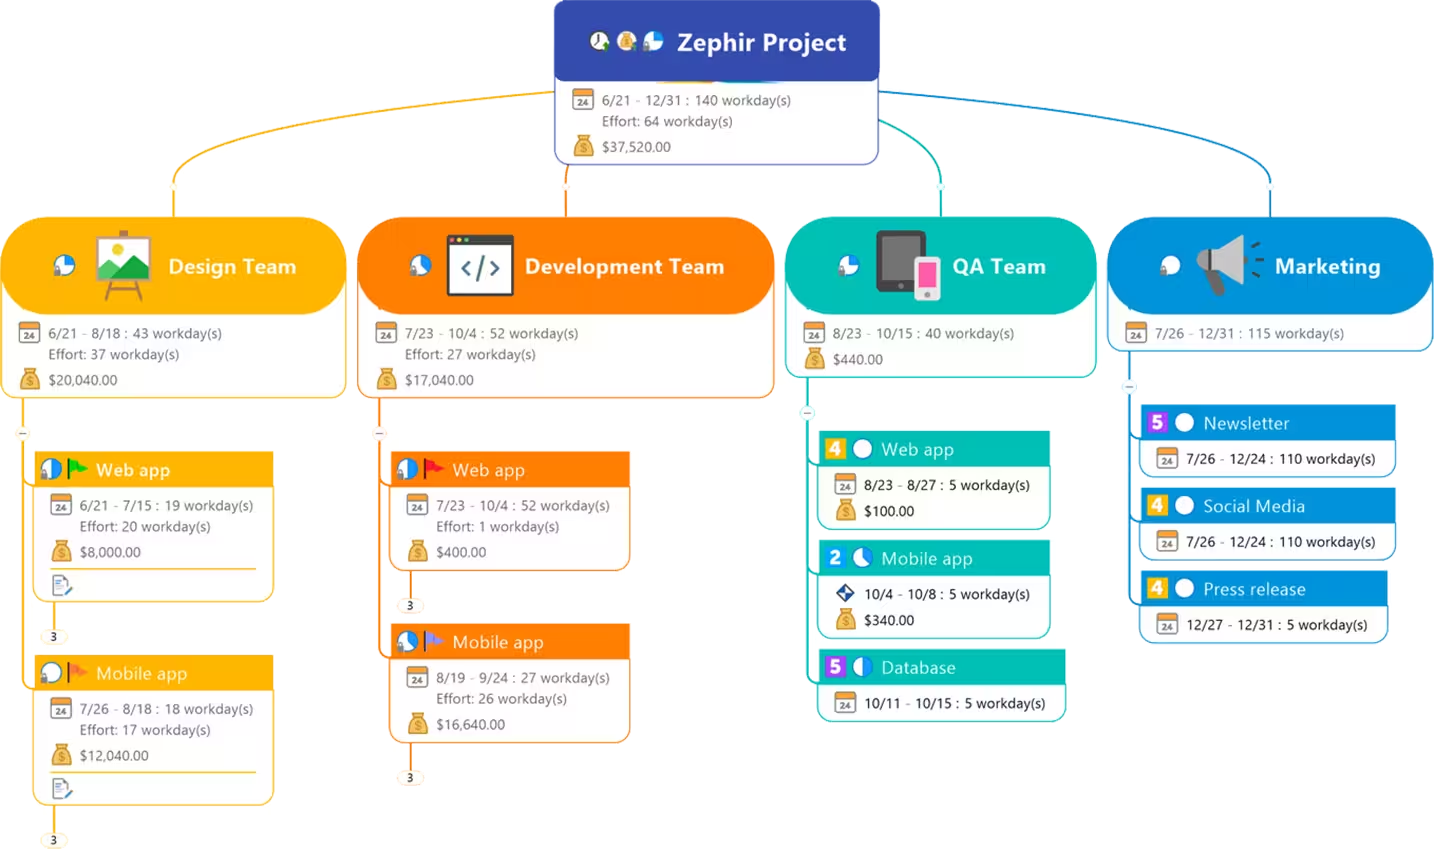 Zephir Project
24 6/21 - 12/31 : 140 workday(s)
Effort: 64 workday(s)
$ $37,520.00
Design Team
24 6/21 - 8/18 : 43 workday(s)
Effort: 37 workday(s)
$ $20,040.00
Web app
24 6/21 - 7/15 : 19 workday(s)
Effort: 20 workday(s)
$ $8,000.00
3
Mobile app
24 7/26 - 8/18 : 18 workday(s)
Effort: 17 workday(s)
$ $12,040.00
3
</> Development Team
24 7/23 - 10/4 : 52 workday(s)
Effort: 27 workday(s)
$ $17,040.00
Web app
24 7/23 - 10/4 : 52 workday(s)
Effort: 1 workday(s)
$ $400.00
3
Mobile app
24 8/19 - 9/24 : 27 workday(s)
Effort: 26 workday(s)
$ $16,640.00
3
QA Team
24 8/23 - 10/15 : 40 workday(s)
$ $440.00
4 Web app
24 8/23 - 8/27 : 5 workday(s)
$ $100.00
2 Mobile app
10/4 - 10/8 : 5 workday(s)
$ $340.00
5 Database
24 10/11 - 10/15 : 5 workday(s)
Marketing
24 7/26 - 12/31 : 115 workday(s)
5 Newsletter
24 7/26 - 12/24 : 110 workday(s)
4 Social Media
24 7/26 - 12/24 : 110 workday(s)
4 Press release
24 12/27 - 12/31 : 5 workday(s)